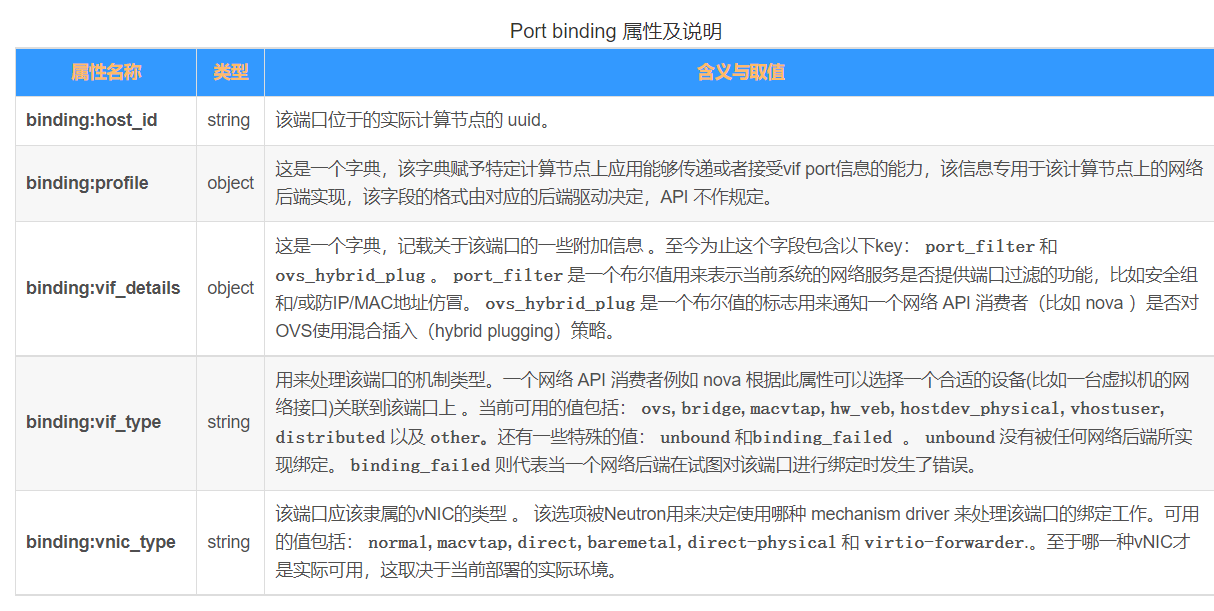 Port binding 属性及说明
属性名称 类型 含义与取值
binding:host_id string 该端口位于的实际计算节点的 uuid。
这是一个字典，该字典赋予特定计算节点上应用能够传递或者接受vif port信息的能力，该信息专用于该计算节点上的网络
binding:profile object
后端实现，该字段的格式由对应的后端驱动决定，API 不作规定。
这是一个字典，记载关于该端口的一些附加信息 。至今为止这个字段包含以下key： port_filter 和
ovs_hybrid_plug 。 port_filter 是一个布尔值用来表示当前系统的网络服务是否提供端口过滤的功能，比如安全组
binding:vif_details object
和/或防IP/MAC地址仿冒。 ovs_hybrid_plug 是一个布尔值的标志用来通知一个网络 API 消费者（比如 nova ）是否对
OVS使用混合插入（hybrid plugging）策略。
用来处理该端口的机制类型。一个网络 API 消费者例如 nova 根据此属性可以选择一个合适的设备(比如一台虚拟机的网
络接口)关联到该端口上 。当前可用的值包括： ovs, bridge, macvtap, hw_veb, hostdev_physical, vhostuser,
binding:vif_type string
distributed 以及 other。还有一些特殊的值： unbound 和binding_failed 。 unbound 没有被任何网络后端所实
现绑定。 binding_failed 则代表当一个网络后端在试图对该端口进行绑定时发生了错误。
该端口应该隶属的vNIC的类型 。 该选项被Neutron用来决定使用哪种 mechanism driver 来处理该端口的绑定工作。可用
binding:vnic_type string 的值包括： normal, macvtap, direct, baremetal, direct-physical 和 virtio-forwarder.。至于哪一种vNIC才
是实际可用，这取决于当前部署的实际环境。